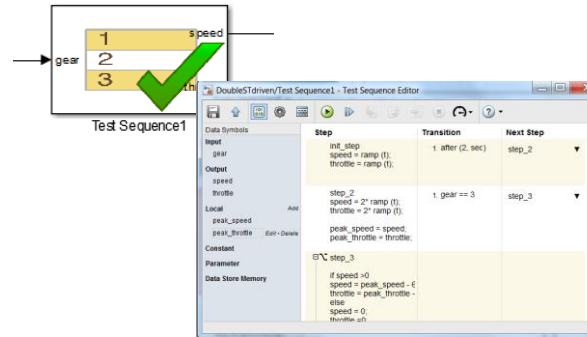 1
speed
gear
2
3
Test Sequence1
DoubleSTdriven/Test Sequence1 - Test Sequence Editor
Data Symbols
Step
Transition
Next Step
Input
gear
init_step
speed = ramp (t);
throttle = ramp (t);
1. after (2, sec)
step_2
Output
speed
throttle
step_2
speed = 2* ramp (t);
throttle = 2* ramp (t);
1. gear == 3
step_3
Local
Add
peak_speed
peak_throttle
Edit • Delete
peak_speed = speed;
peak_throttle = throttle;
Constant
Parameter
Data Store Memory
step_3
if speed >0
speed = peak_speed - 6
throttle = peak_throttle -
else
speed = 0;
throttle =0